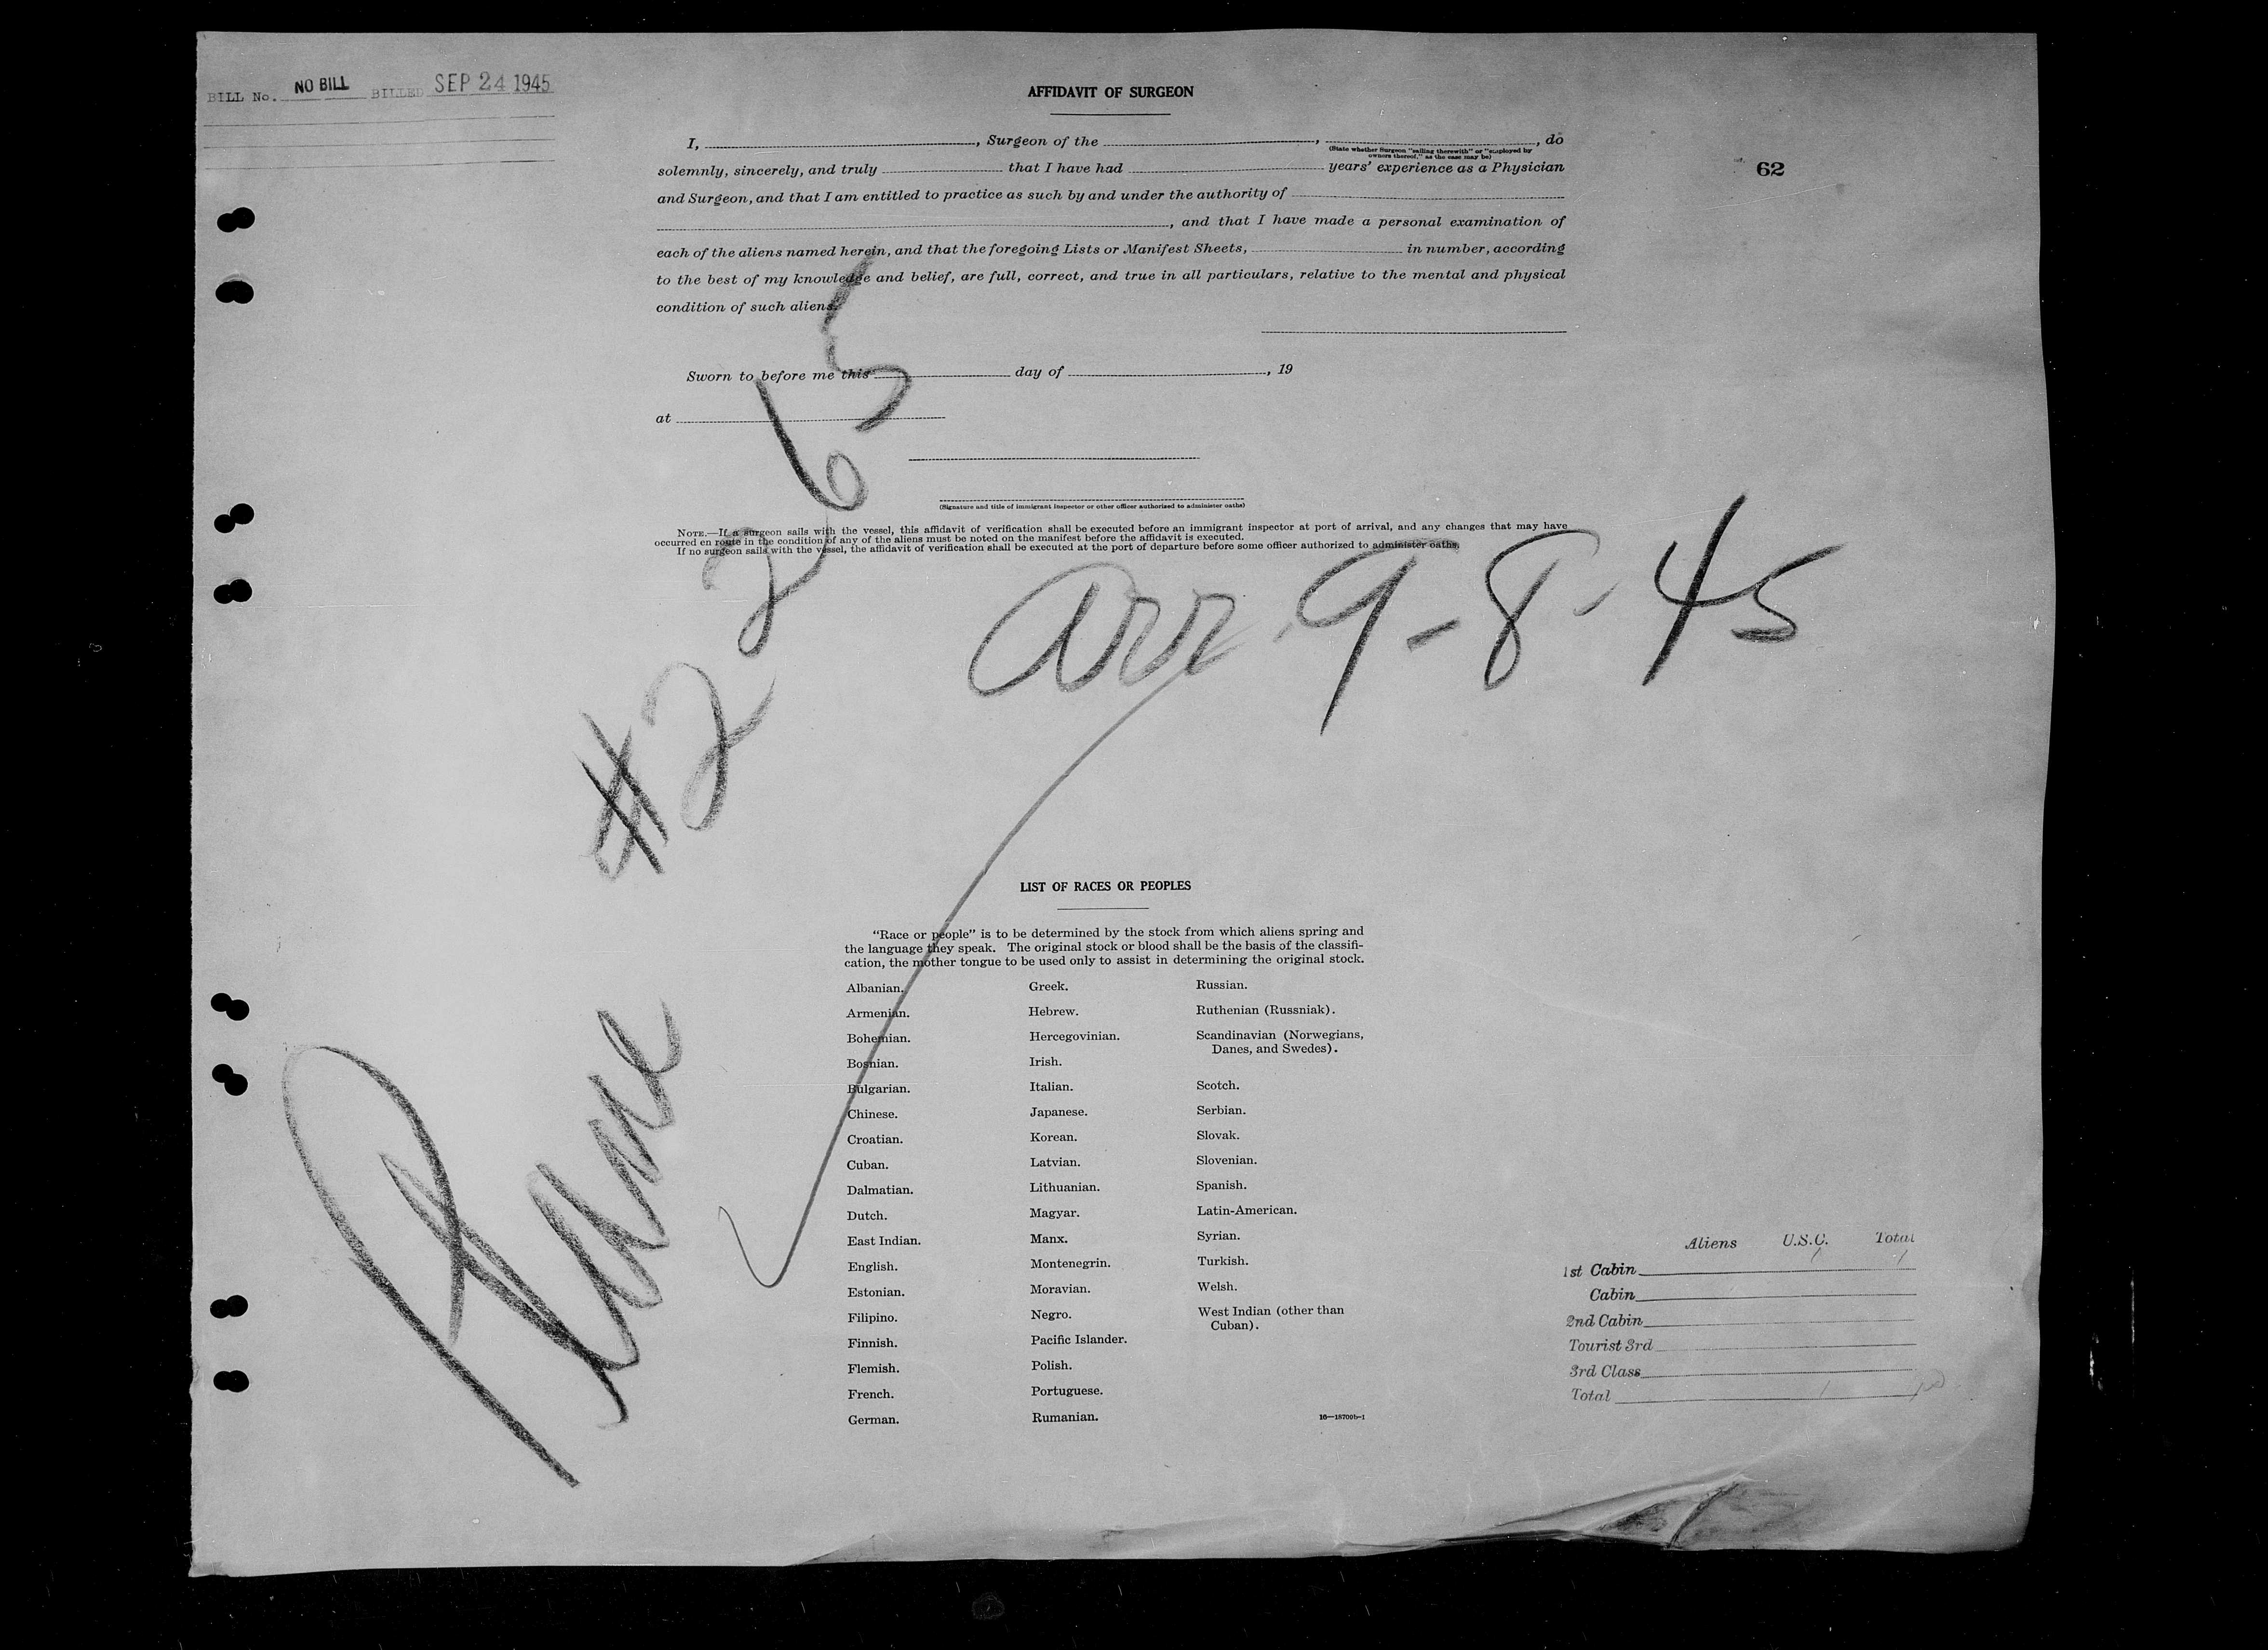 BILL No. NO BILL BILLED SEP 24 1945
AFFIDAVIT OF SURGEON
I, , Surgeon of the , , do
(State whether Surgeon "sailing therewith" or "employed by
owners thereof," as the case may be)
62
solemnly, sincerely, and truly that I have had years' experience as a Physician
and Surgeon, and that I am entitled to practice as such by and under the authority of
, and that I have made a personal examination of
each of the aliens named herein, and that the foregoing Lists or Manifest Sheets, in number, according
to the best of my knowledge and belief, are full, correct, and true in all particulars, relative to the mental and physical
condition of such aliens.
Sworn to before me this day of , 19
at
(Signature and title of immigrant inspector or other officer authorized to administer oaths)
NOTE.—If a surgeon sails with the vessel, this affidavit of verification shall be executed before an immigrant inspector at port of arrival, and any changes that may have
occurred en route in the condition of any of the aliens must be noted on the manifest before the affidavit is executed.
If no surgeon sails with the vessel, the affidavit of verification shall be executed at the port of departure before some officer authorized to administer oaths.
Plane #2265
arr. 9-8-45
LIST OF RACES OR PEOPLES
"Race or people" is to be determined by the stock from which aliens spring and
the language they speak. The original stock or blood shall be the basis of the classifi-
cation, the mother tongue to be used only to assist in determining the original stock.
Albanian.
Armenian.
Bohemian.
Bosnian.
Bulgarian.
Chinese.
Croatian.
Cuban.
Dalmatian.
Dutch.
East Indian.
English.
Estonian.
Filipino.
Finnish.
Flemish.
French.
German.
Greek.
Hebrew.
Hercegovinian.
Irish.
Italian.
Japanese.
Korean.
Latvian.
Lithuanian.
Magyar.
Manx.
Montenegrin.
Moravian.
Negro.
Pacific Islander.
Polish.
Portuguese.
Rumanian.
Russian.
Ruthenian (Russniak).
Scandinavian (Norwegians,
Danes, and Swedes).
Scotch.
Serbian.
Slovak.
Slovenian.
Spanish.
Latin-American.
Syrian.
Turkish.
Welsh.
West Indian (other than
Cuban).
16—18700b-1
Aliens U.S.C. Total
1st Cabin 1 1
Cabin
2nd Cabin
Tourist 3rd
3rd Class
Total 1 1